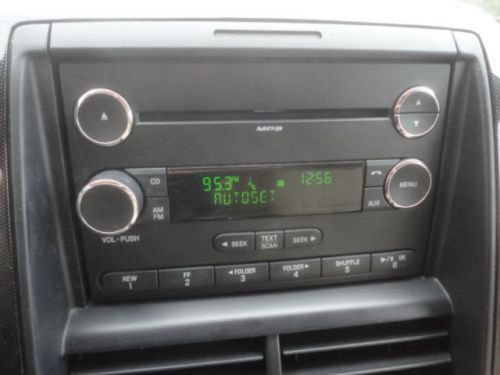 MP3
CD
95.3 FM 12:56
MENU
AUTOSET
AM
FM
AUX
VOL - PUSH
SEEK
TEXT
SCAN
SEEK
REW
1
FF
2
FOLDER
3
FOLDER
4
SHUFFLE
5
OK
6